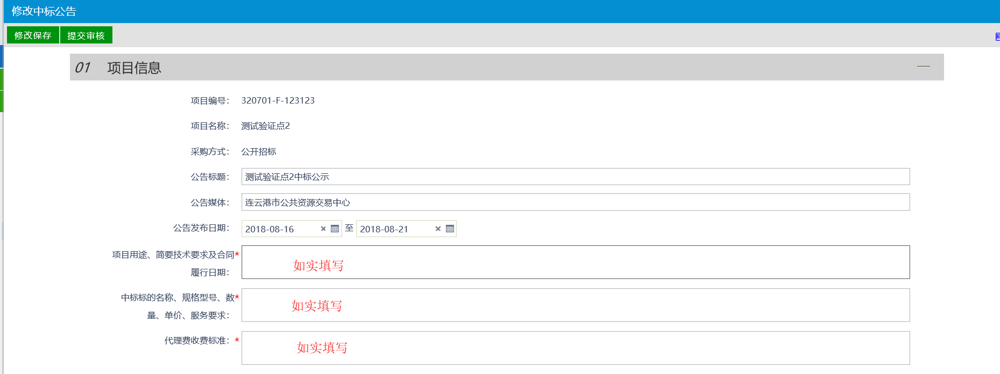 修改中标公告
修改保存 提交审核
01 项目信息
项目编号： 320701-F-123123
项目名称： 测试验证点2
采购方式： 公开招标
公告标题： 测试验证点2中标公示
公告媒体： 连云港市公共资源交易中心
公告发布日期： 2018-08-16 至 2018-08-21
项目用途、简要技术要求及合同*
履行日期：
如实填写
中标标的名称、规格型号、数*
量、单价、服务要求：
如实填写
代理费收费标准：*
如实填写